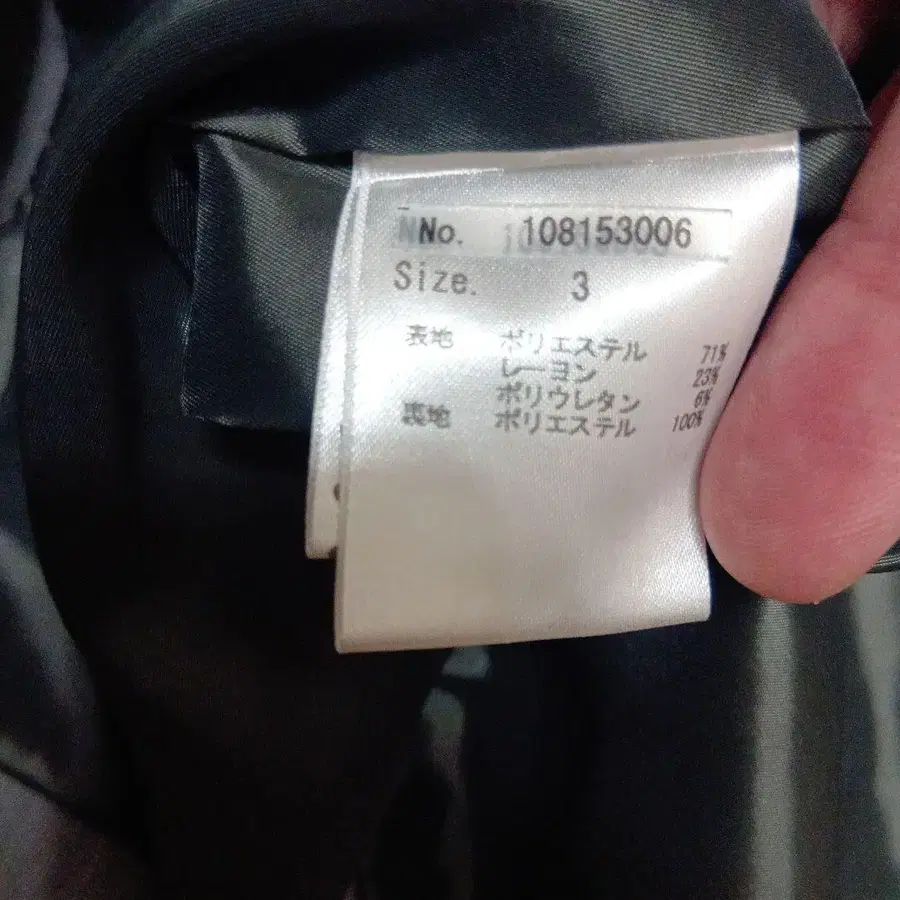 No. 108153006
Size. 3
表地 ポリエステル 71%
レーヨン 23%
ポリウレタン 6%
裏地 ポリエステル 100%